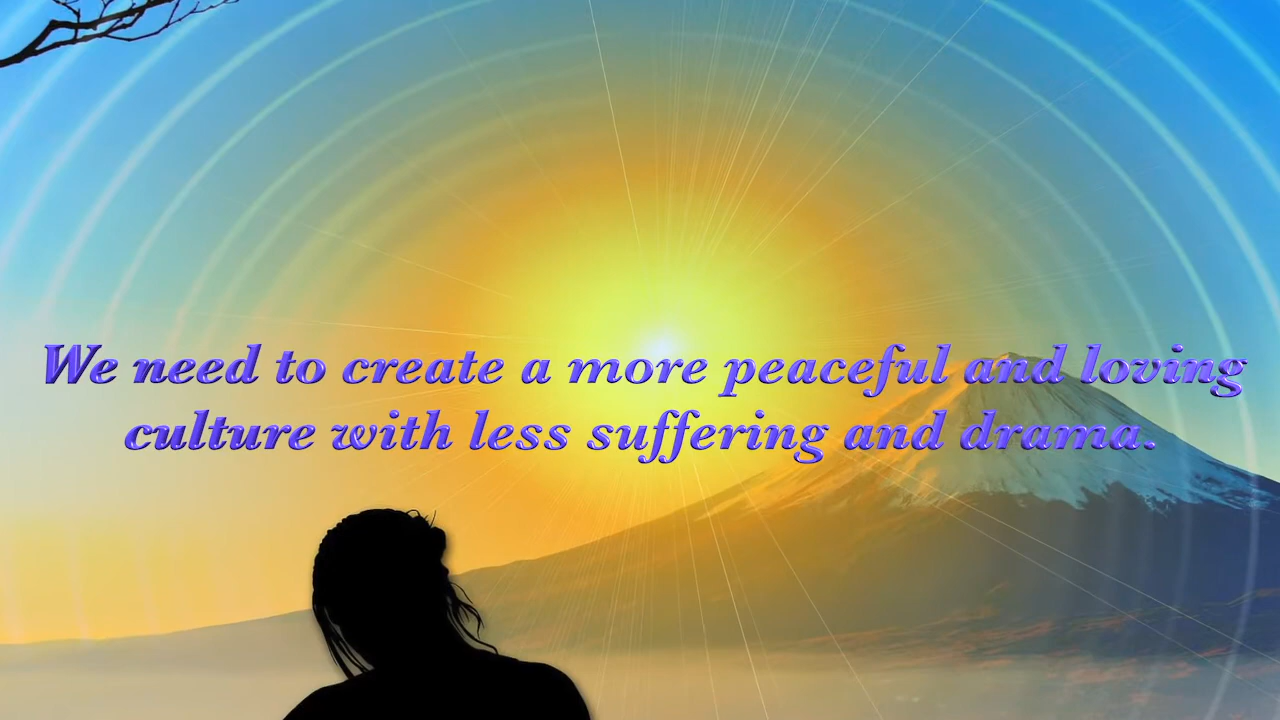 We need to create a more peaceful and loving
culture with less suffering and drama.